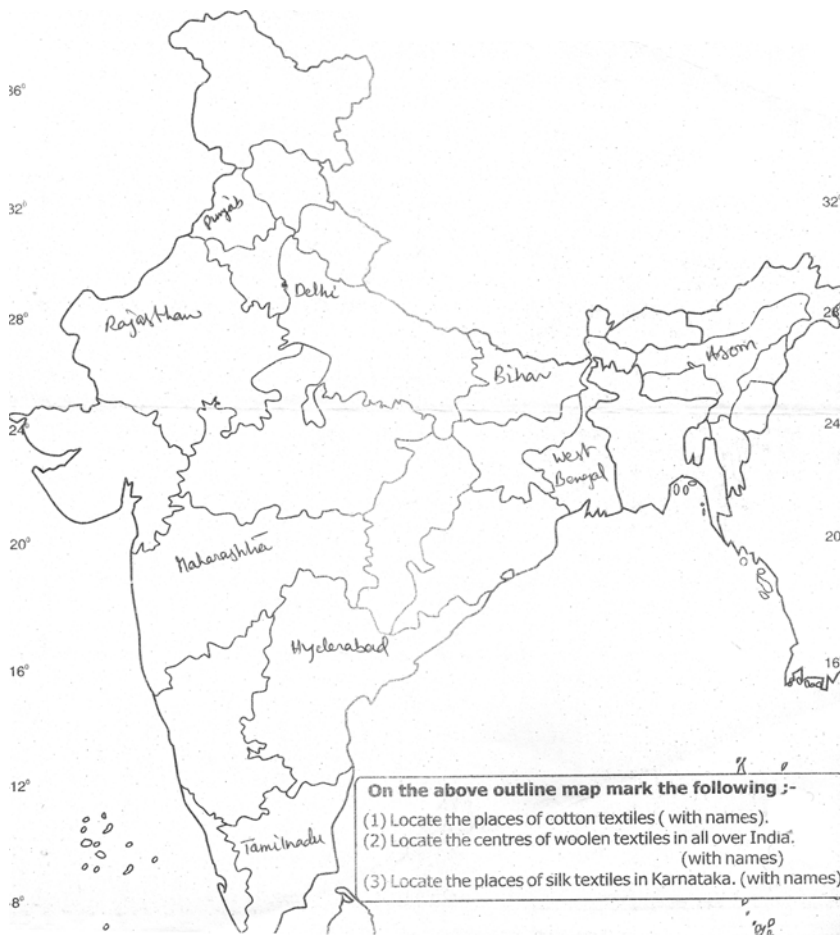 36°
Punjab
32°
32°
Delhi
Rajasthan
28°
28
Asom
Bihar
24°
24
West
Bengal
20°
20
Maharashtra
Hyderabad
16°
16
12°
On the above outline map mark the following :-
(1) Locate the places of cotton textiles ( with names).
(2) Locate the centres of woolen textiles in all over India.
(with names)
Tamilnadu
(3) Locate the places of silk textiles in Karnataka. (with names)
8°